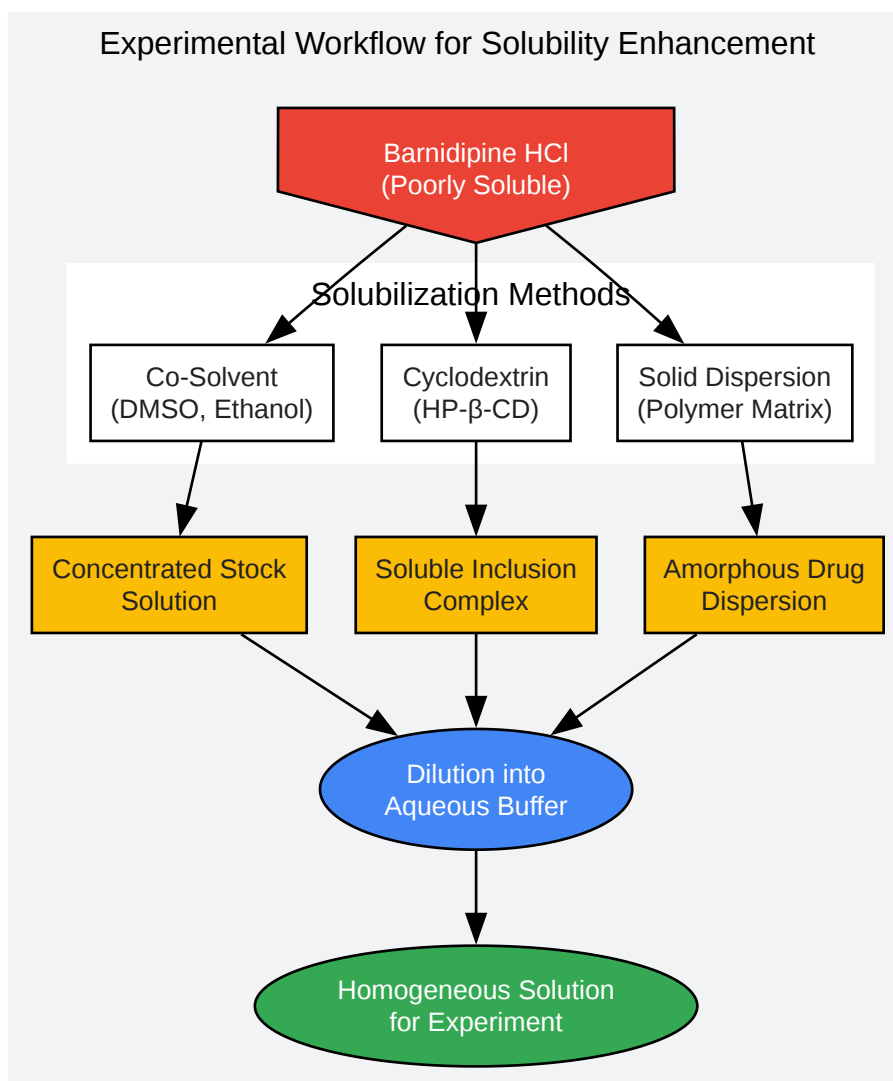 Experimental Workflow for Solubility Enhancement
Barnidipine HCl
(Poorly Soluble)
Solubilization Methods
Co-Solvent
(DMSO, Ethanol)
Cyclodextrin
(HP-β-CD)
Solid Dispersion
(Polymer Matrix)
Concentrated Stock
Solution
Soluble Inclusion
Complex
Amorphous Drug
Dispersion
Dilution into
Aqueous Buffer
Homogeneous Solution
for Experiment